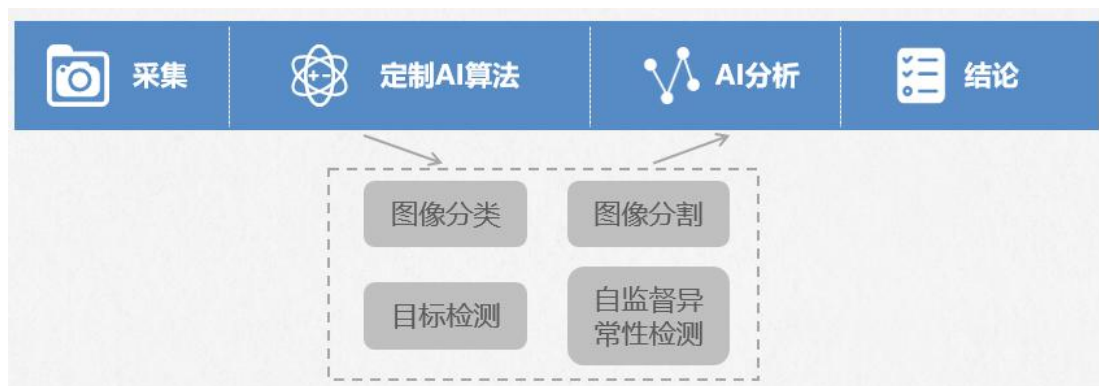 采集
定制AI算法
AI分析
结论
图像分类
图像分割
目标检测
自监督异
常性检测